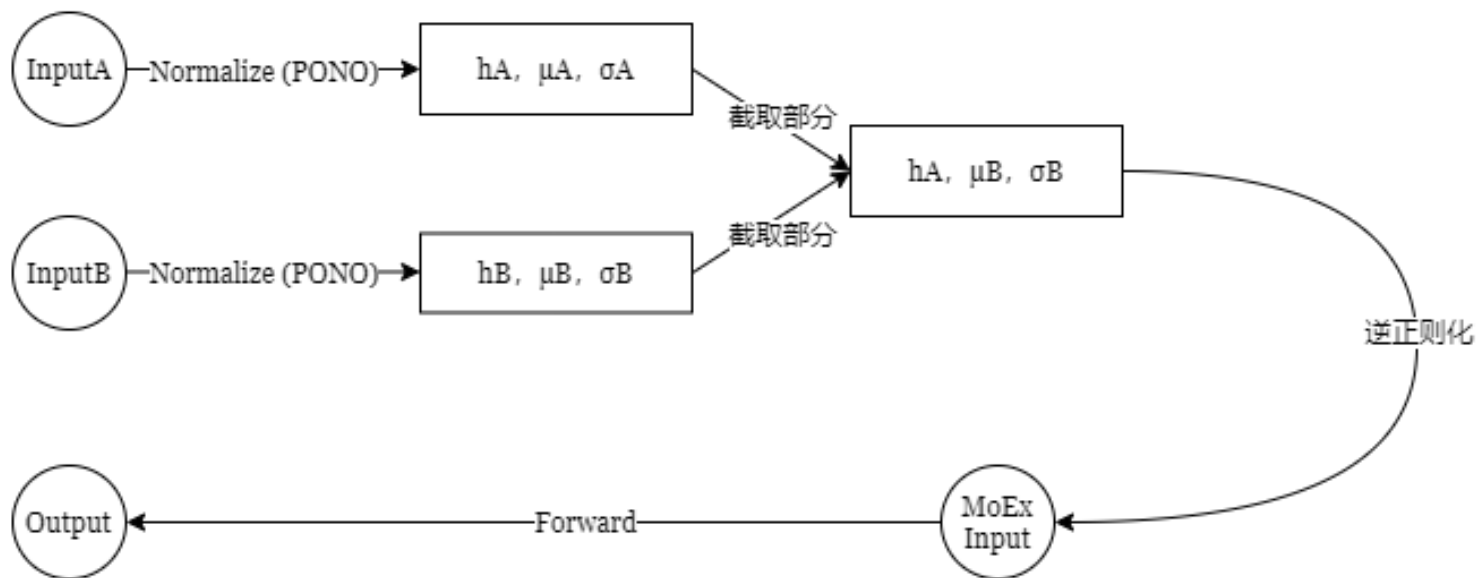 InputA
Normalize (PONO)
hA，μA，σA
截取部分
hA，μB，σB
InputB
Normalize (PONO)
hB，μB，σB
截取部分
逆正则化
Output
Forward
MoEx
Input